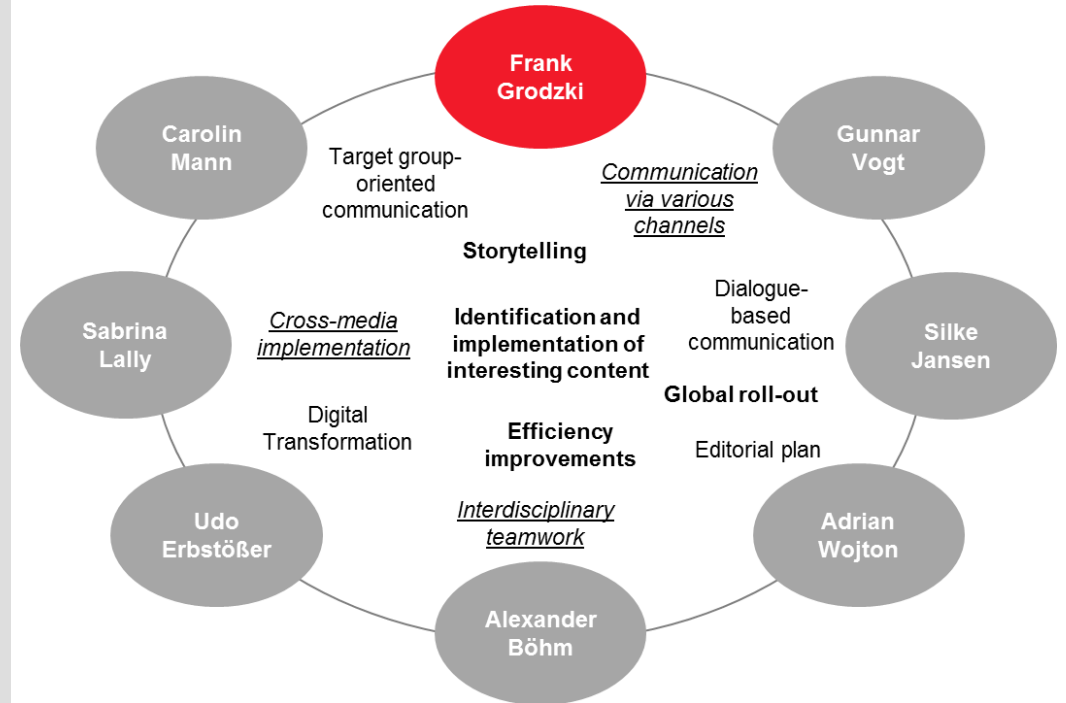 Frank
Grodzki
Carolin
Mann
Gunnar
Vogt
Target group-
oriented
communication
Communication
via various
channels
Storytelling
Sabrina
Lally
Cross-media
implementation
Identification and
implementation of
interesting content
Dialogue-
based
communication
Silke
Jansen
Global roll-out
Digital
Transformation
Efficiency
improvements
Editorial plan
Udo
Erbstößer
Interdisciplinary
teamwork
Adrian
Wojton
Alexander
Böhm